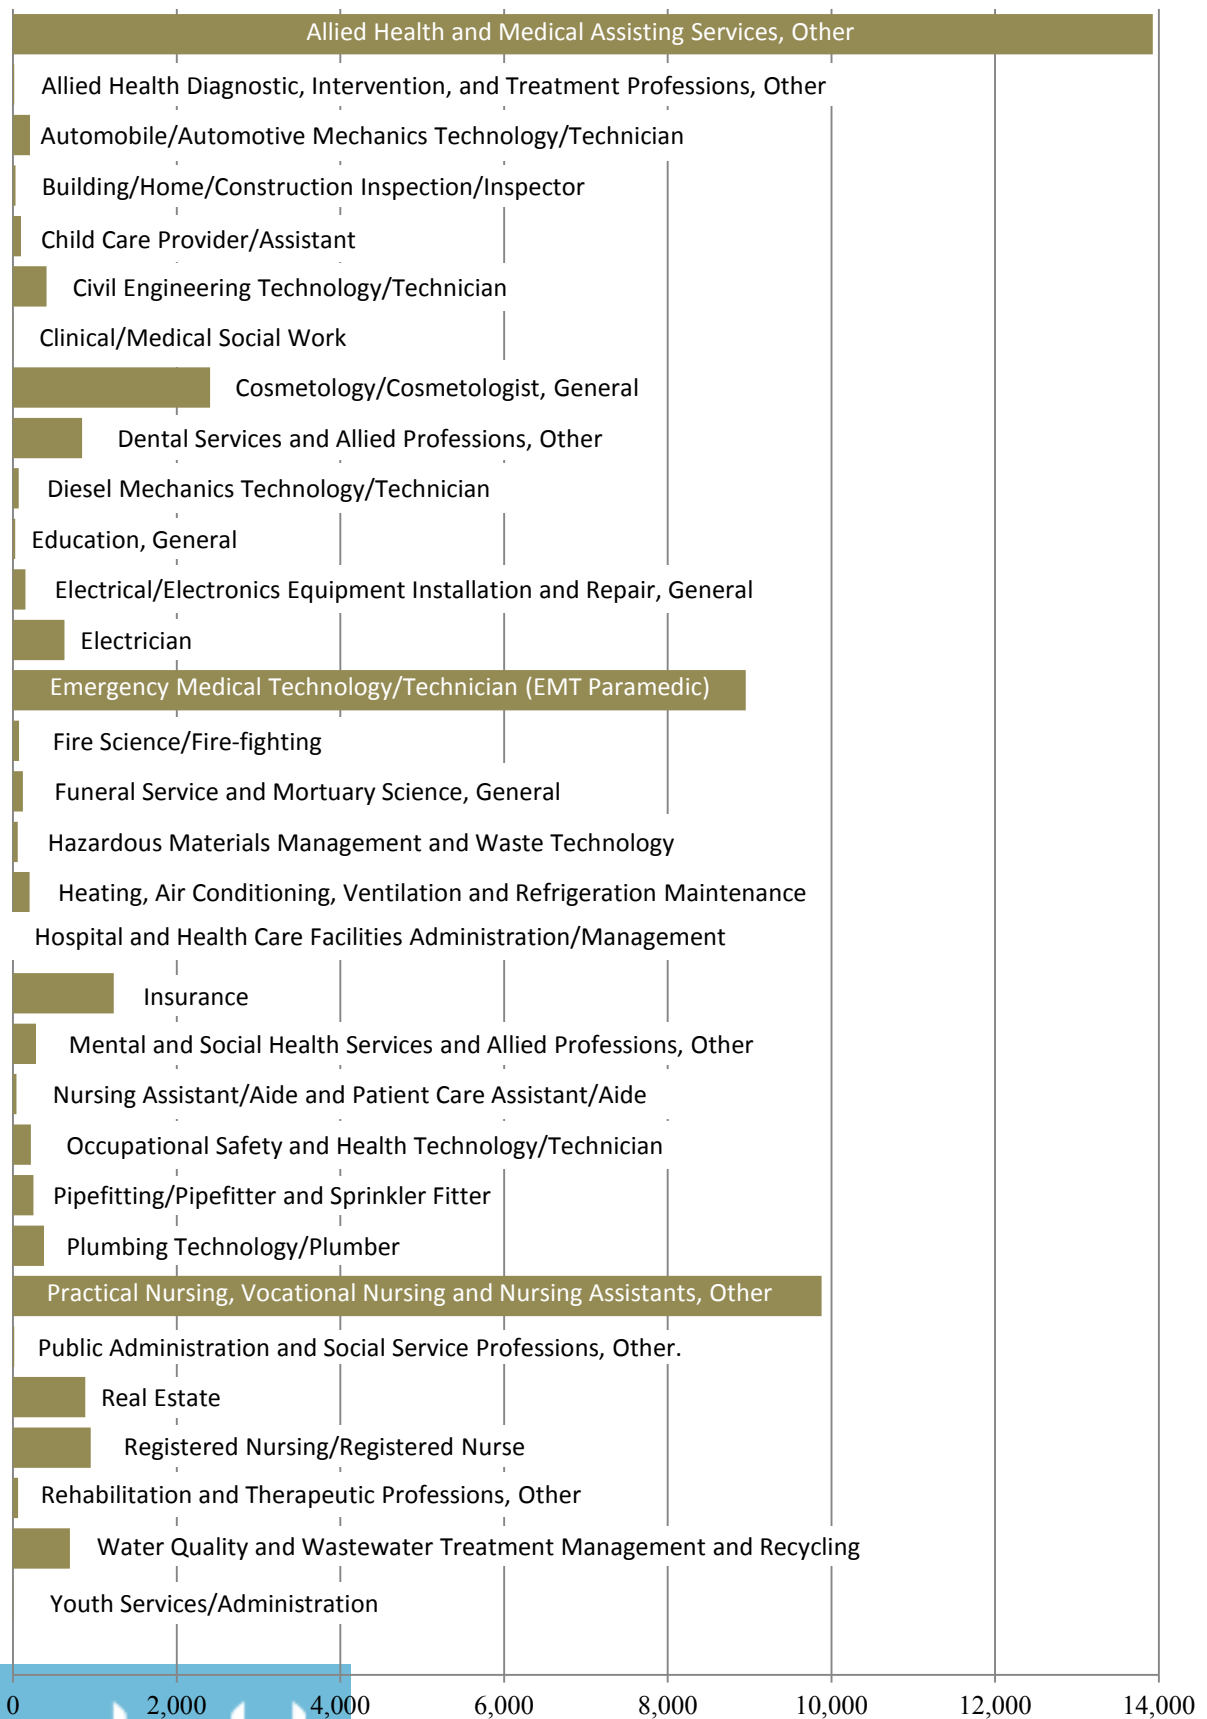 Allied Health and Medical Assisting Services, Other
Allied Health Diagnostic, Intervention, and Treatment Professions, Other
Automobile/Automotive Mechanics Technology/Technician
Building/Home/Construction Inspection/Inspector
Child Care Provider/Assistant
Civil Engineering Technology/Technician
Clinical/Medical Social Work
Cosmetology/Cosmetologist, General
Dental Services and Allied Professions, Other
Diesel Mechanics Technology/Technician
Education, General
Electrical/Electronics Equipment Installation and Repair, General
Electrician
Emergency Medical Technology/Technician (EMT Paramedic)
Fire Science/Fire-fighting
Funeral Service and Mortuary Science, General
Hazardous Materials Management and Waste Technology
Heating, Air Conditioning, Ventilation and Refrigeration Maintenance
Hospital and Health Care Facilities Administration/Management
Insurance
Mental and Social Health Services and Allied Professions, Other
Nursing Assistant/Aide and Patient Care Assistant/Aide
Occupational Safety and Health Technology/Technician
Pipefitting/Pipefitter and Sprinkler Fitter
Plumbing Technology/Plumber
Practical Nursing, Vocational Nursing and Nursing Assistants, Other
Public Administration and Social Service Professions, Other.
Real Estate
Registered Nursing/Registered Nurse
Rehabilitation and Therapeutic Professions, Other
Water Quality and Wastewater Treatment Management and Recycling
Youth Services/Administration
0 2,000 4,000 6,000 8,000 10,000 12,000 14,000